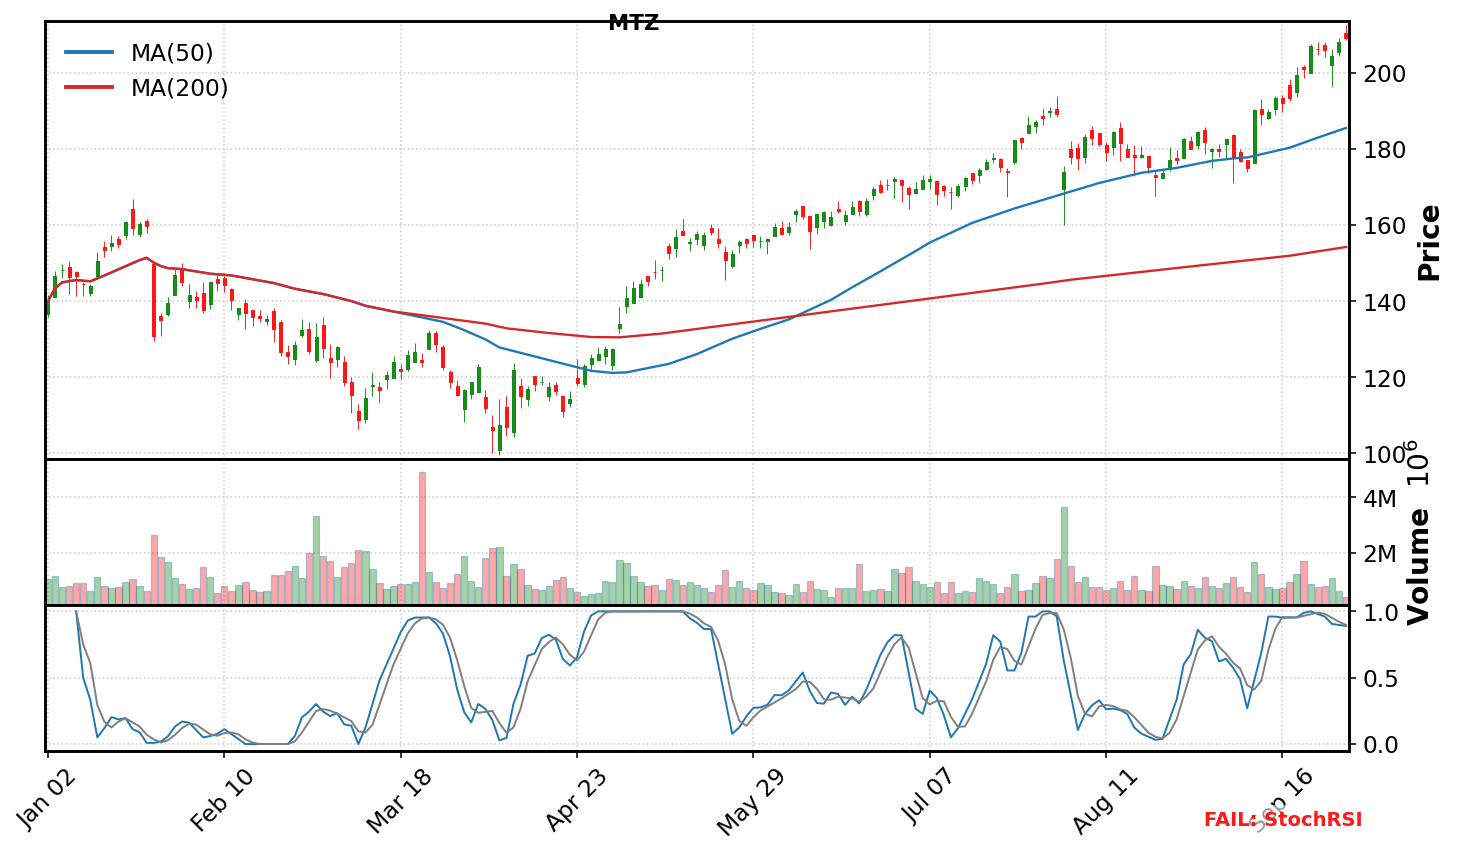 MTZ
MA(50)
MA(200)
200
180
160
140
120
100
Price
10^6
4M
2M
Volume
1.0
0.5
0.0
Jan 02
Feb 10
Mar 18
Apr 23
May 29
Jul 07
Aug 11
Sep 16
FAIL: StochRSI